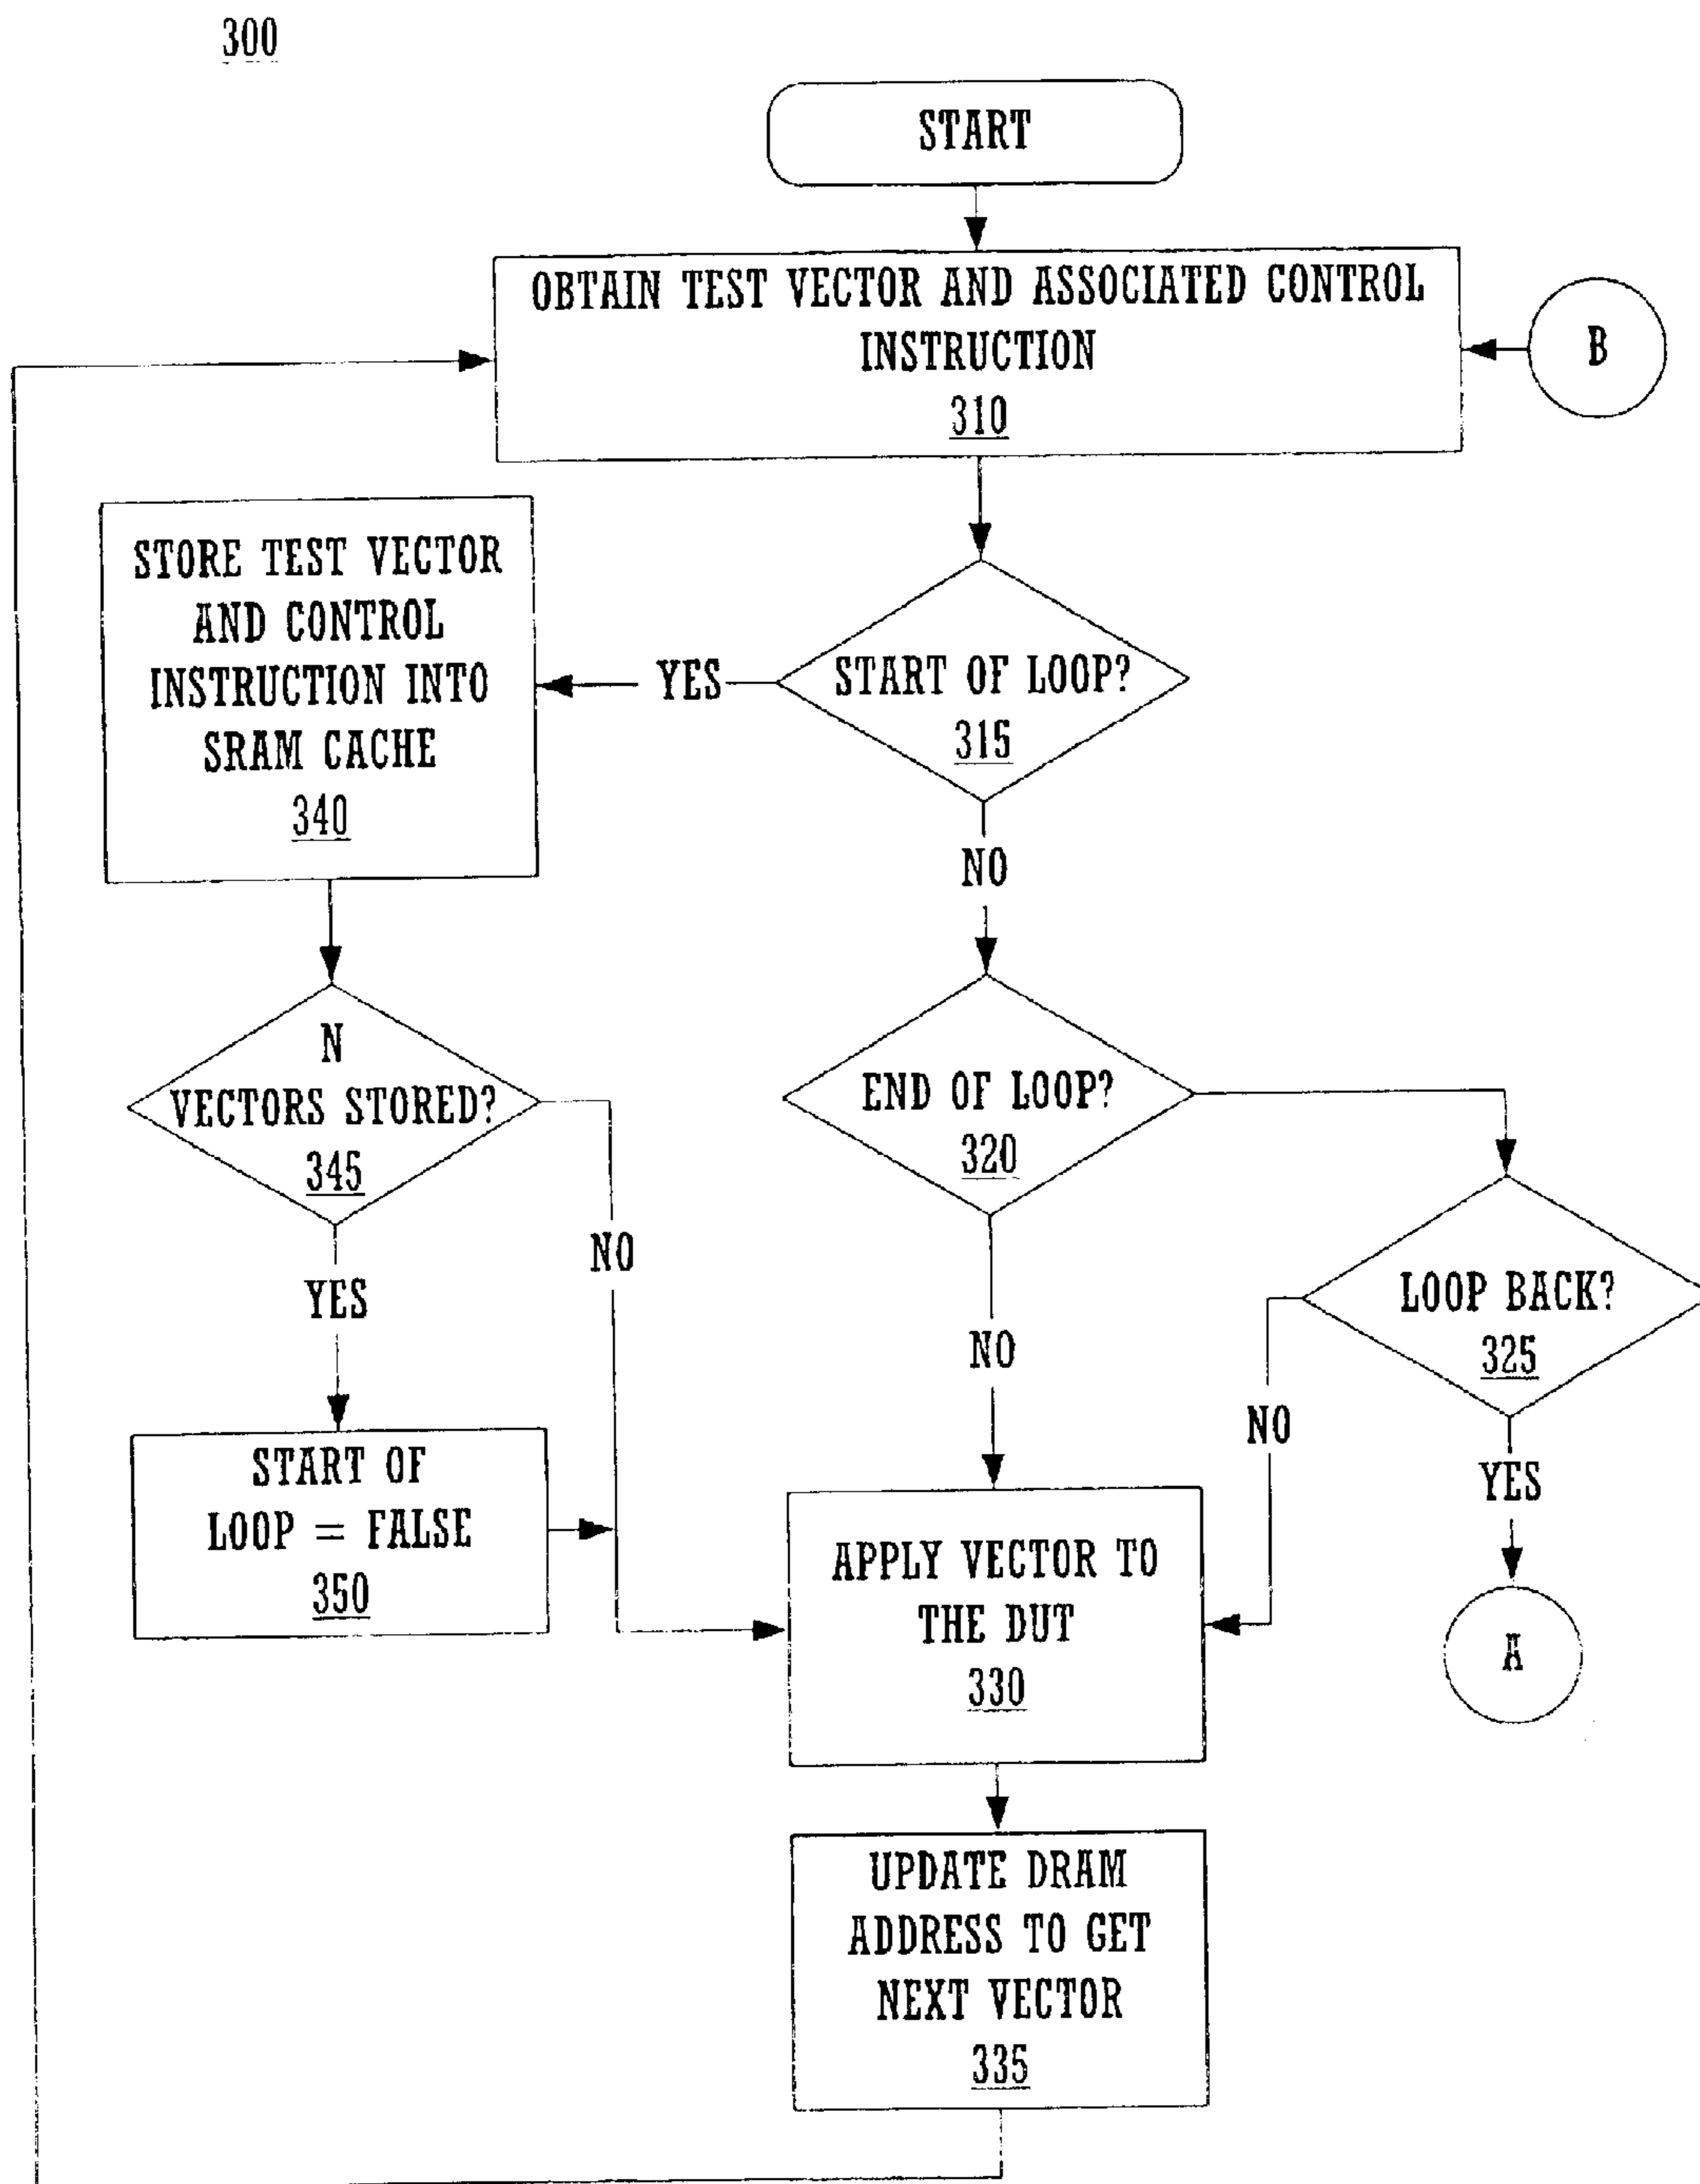 300
START
OBTAIN TEST VECTOR AND ASSOCIATED CONTROL
INSTRUCTION
310
B
STORE TEST VECTOR
AND CONTROL
INSTRUCTION INTO
SRAM CACHE
340
YES
START OF LOOP?
315
NO
N
VECTORS STORED?
345
END OF LOOP?
320
NO
YES
LOOP BACK?
325
NO
NO
YES
START OF
LOOP = FALSE
350
APPLY VECTOR TO
THE DUT
330
A
UPDATE DRAM
ADDRESS TO GET
NEXT VECTOR
335